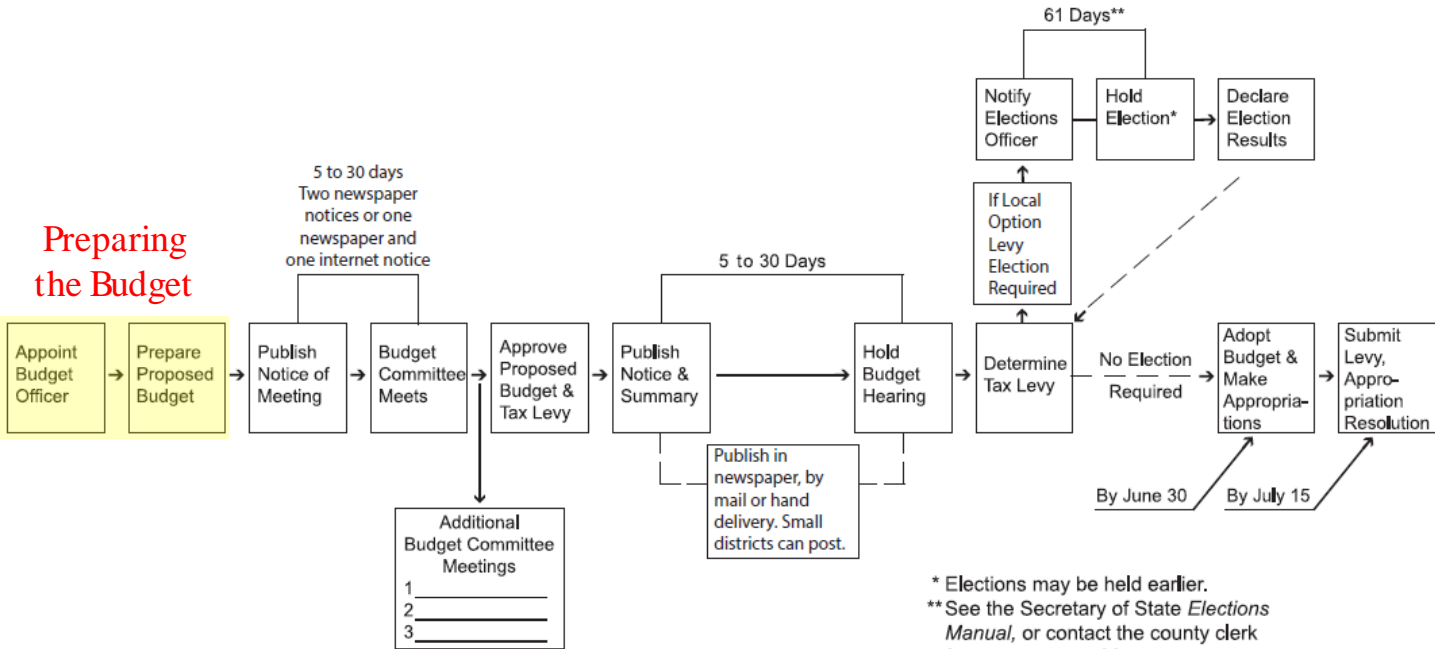 61 Days**
Notify
Elections
Officer
Hold
Election*
Declare
Election
Results
5 to 30 days
Two newspaper
notices or one
newspaper and
one internet notice
If Local
Option
Levy
Election
Required
Preparing
the Budget
5 to 30 Days
Appoint
Budget
Officer
Prepare
Proposed
Budget
Publish
Notice of
Meeting
Budget
Committee
Meets
Approve
Proposed
Budget &
Tax Levy
Publish
Notice &
Summary
Hold
Budget
Hearing
Determine
Tax Levy
No Election
Required
Adopt
Budget &
Make
Appropria-
tions
Submit
Levy,
Appro-
priation
Resolution
Publish in
newspaper, by
mail or hand
delivery. Small
districts can post.
By June 30
By July 15
Additional
Budget Committee
Meetings
1
2
3
* Elections may be held earlier.
** See the Secretary of State Elections
Manual, or contact the county clerk